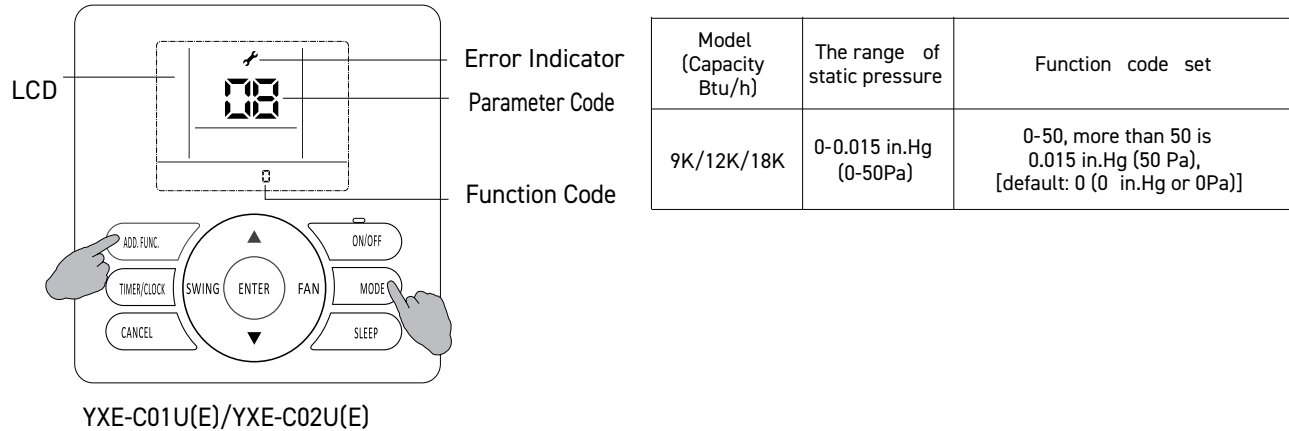 LCD
Error Indicator
08
Parameter Code
0
Function Code
ADD. FUNC.
ON/OFF
TIMER/CLOCK
SWING
ENTER
FAN
MODE
CANCEL
SLEEP
YXE-C01U(E)/YXE-C02U(E)
Model
(Capacity
Btu/h)
The range of
static pressure
Function code set
9K/12K/18K
0-0.015 in.Hg
(0-50Pa)
0-50, more than 50 is
0.015 in.Hg (50 Pa),
[default: 0 (0 in.Hg or 0Pa)]